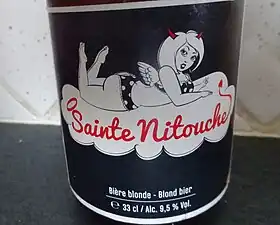 Sainte Nitouche
Bière blonde - Blond bier
℮ 33 cl / Alc. 9,5 % Vol.